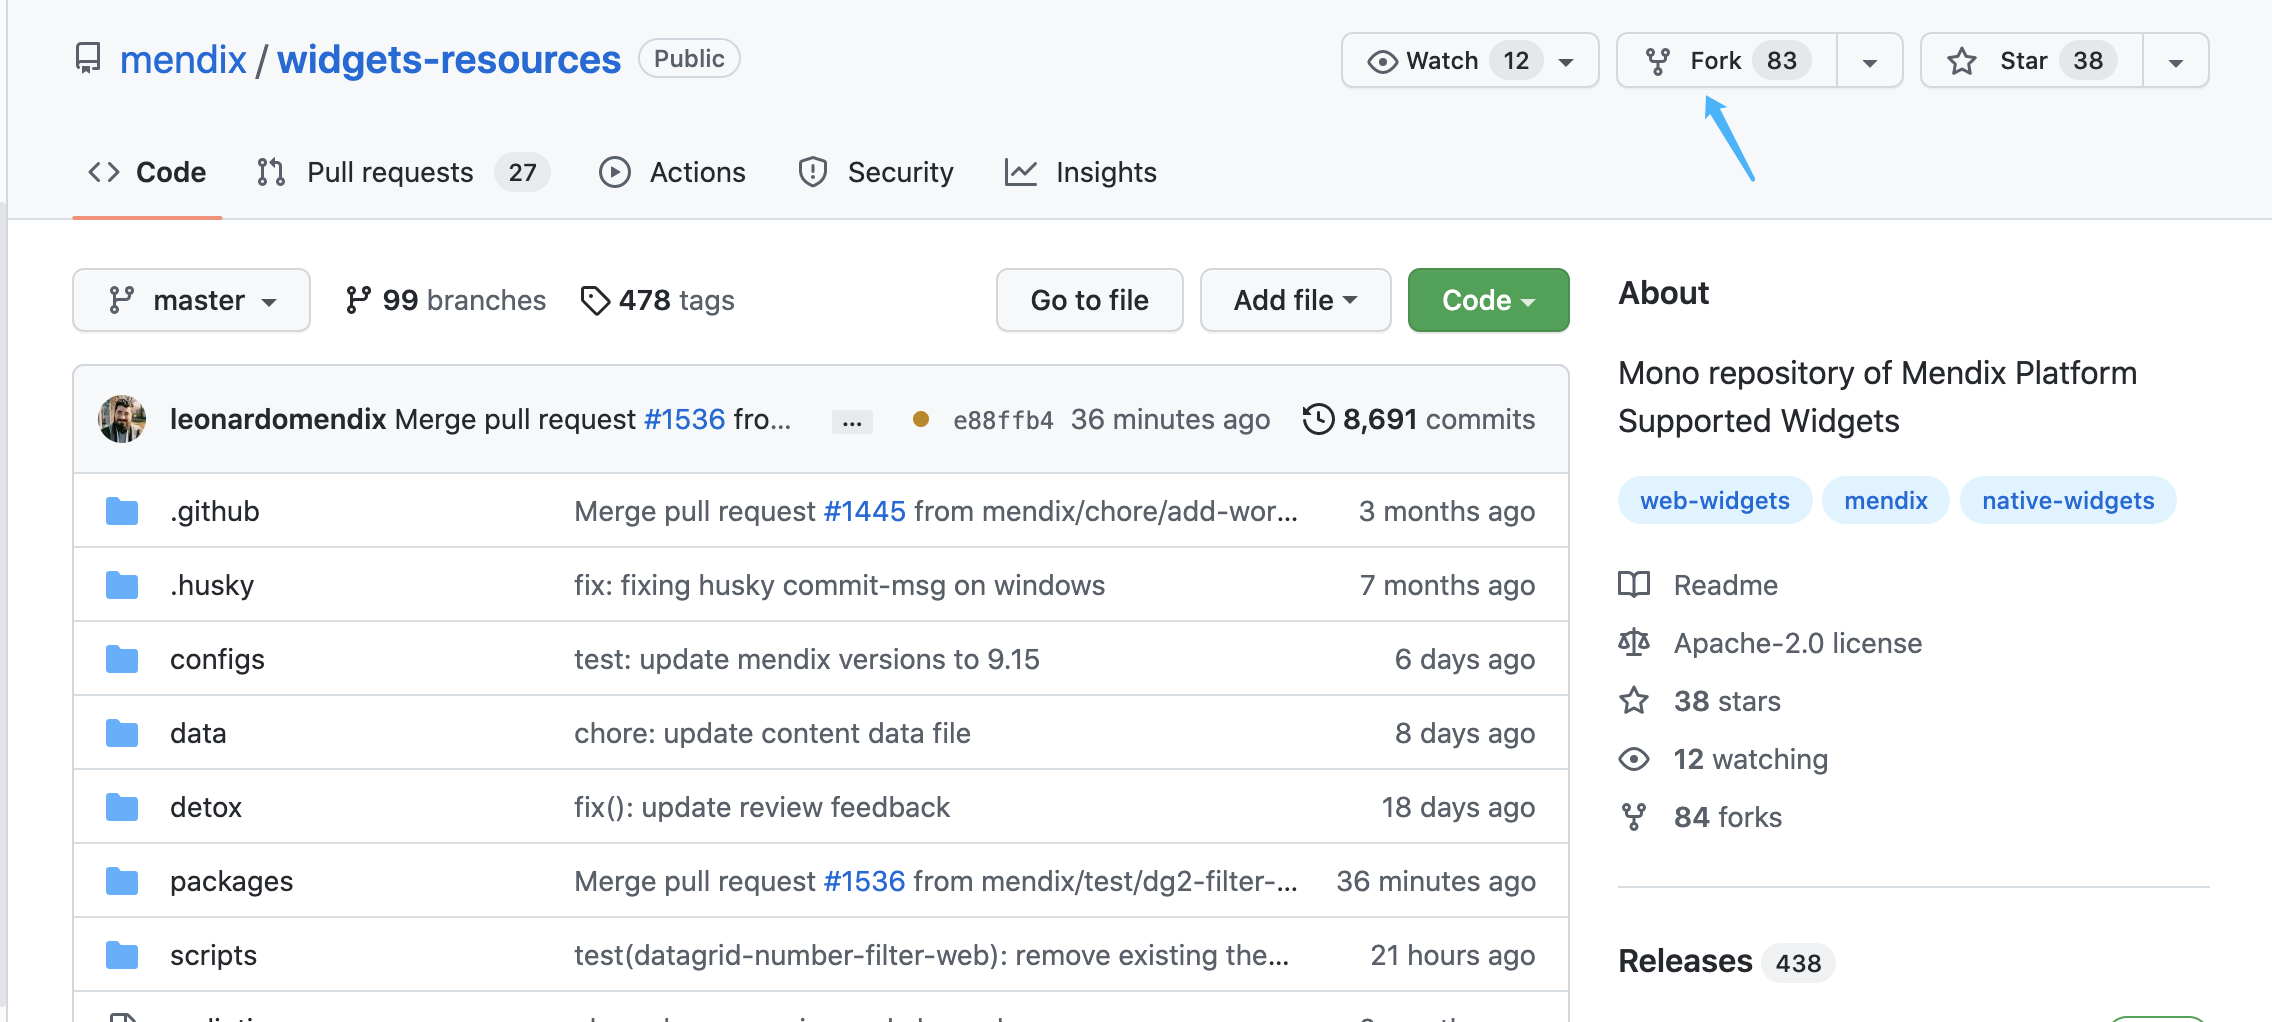 mendix / widgets-resources Public
Watch 12 Fork 83 Star 38
Code Pull requests 27 Actions Security Insights
master 99 branches 478 tags Go to file Add file Code
leonardomendix Merge pull request #1536 fro... ... e88ffb4 36 minutes ago 8,691 commits
.github Merge pull request #1445 from mendix/chore/add-wor... 3 months ago
.husky fix: fixing husky commit-msg on windows 7 months ago
configs test: update mendix versions to 9.15 6 days ago
data chore: update content data file 8 days ago
detox fix(): update review feedback 18 days ago
packages Merge pull request #1536 from mendix/test/dg2-filter-... 36 minutes ago
scripts test(datagrid-number-filter-web): remove existing the... 21 hours ago
About
Mono repository of Mendix Platform
Supported Widgets
web-widgets mendix native-widgets
Readme
Apache-2.0 license
38 stars
12 watching
84 forks
Releases 438